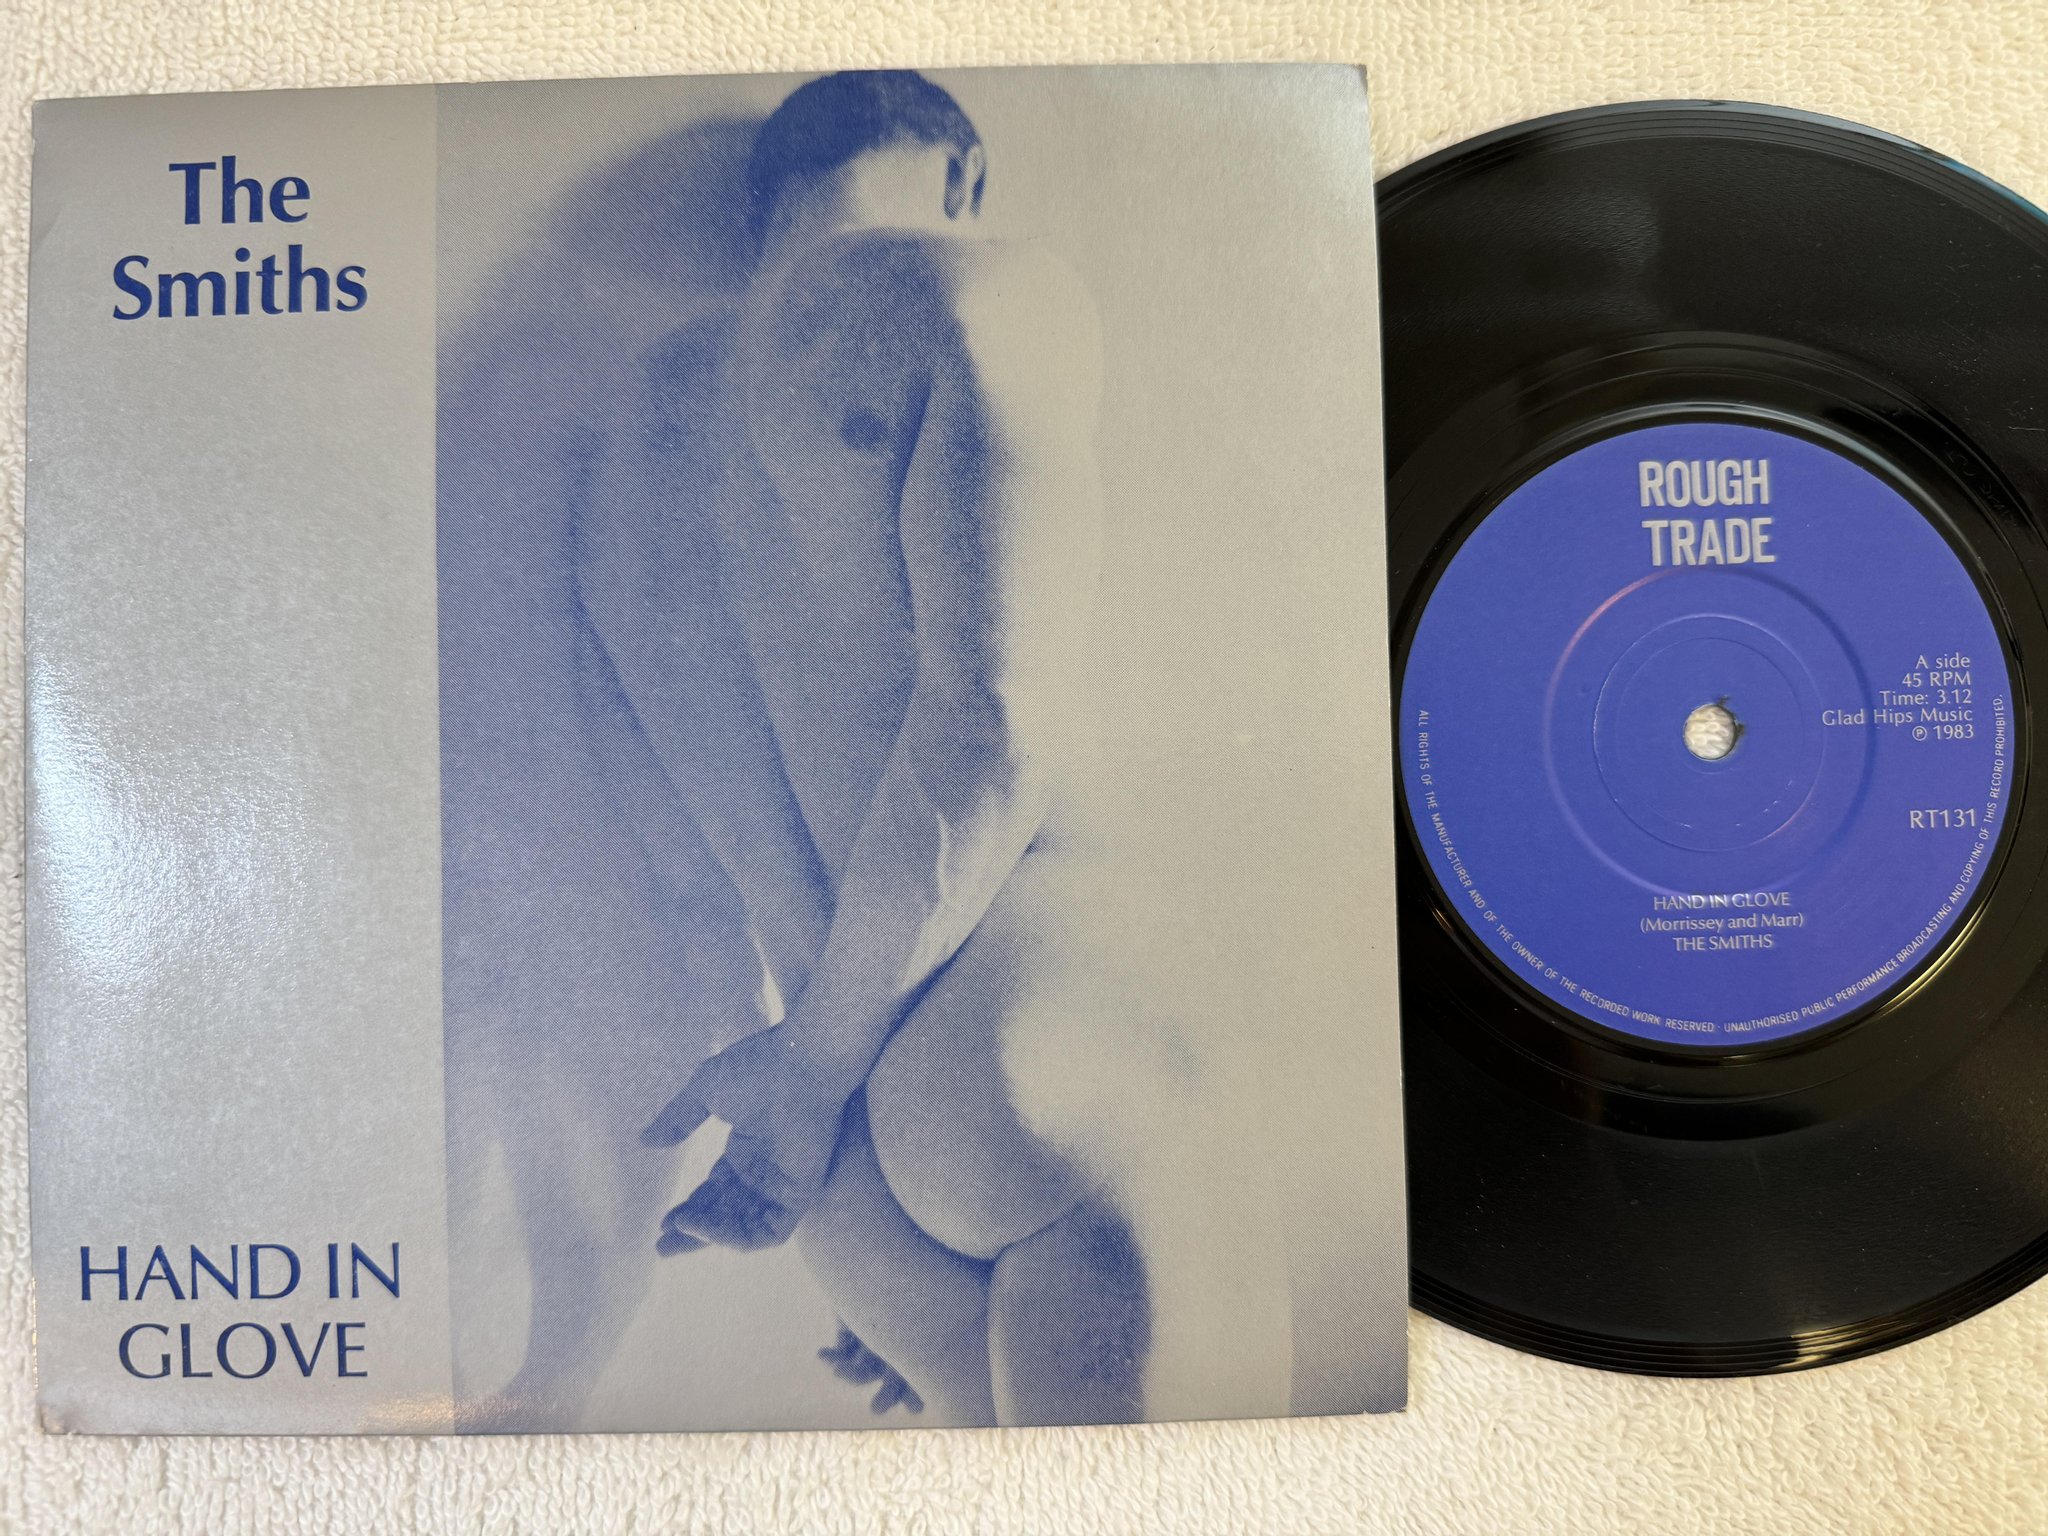 The
Smiths
HAND IN
GLOVE
ROUGH
TRADE
A side
45 RPM
Time: 3.12
Glad Hips Music
℗ 1983
RT131
HAND IN GLOVE
(Morrissey and Marr)
THE SMITHS
ALL RIGHTS OF THE MANUFACTURER AND OF THE OWNER OF THE RECORDED WORK RESERVED · UNAUTHORISED PUBLIC PERFORMANCE BROADCASTING AND COPYING OF THIS RECORD PROHIBITED.